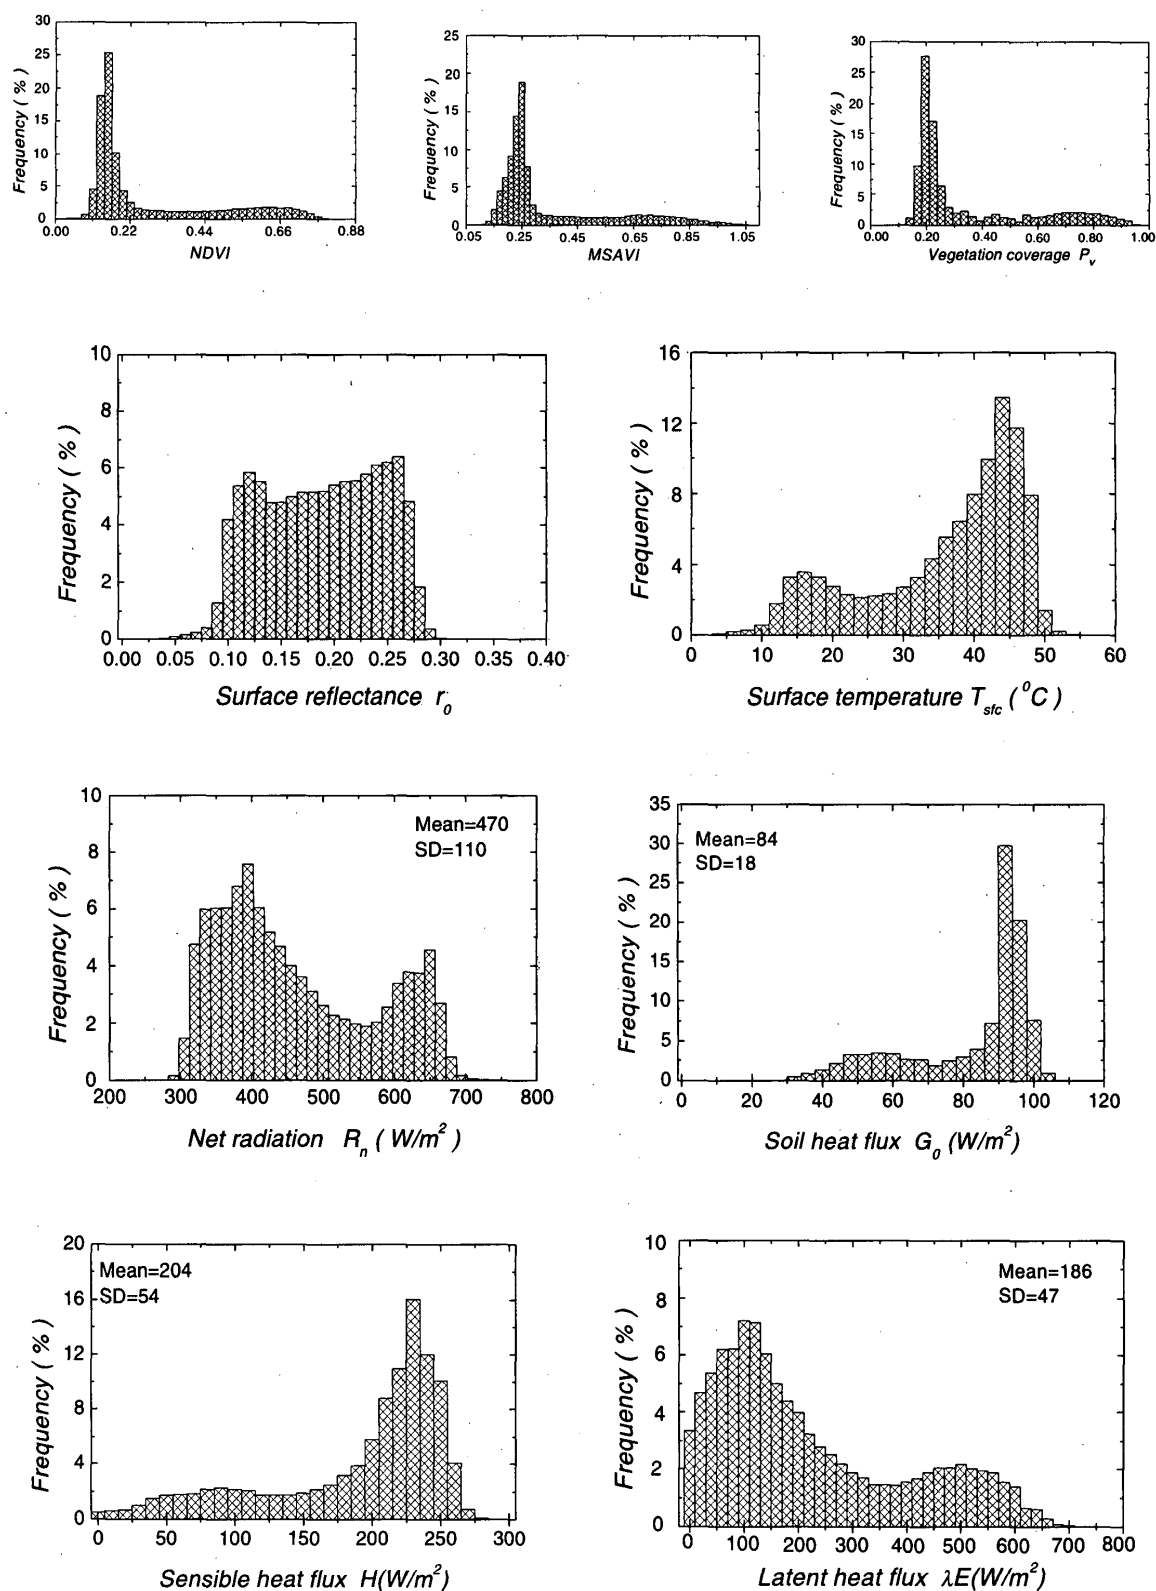 30
25
20
15
10
5
0
Frequency ( % )
0.00 0.22 0.44 0.66 0.88
NDVI
25
20
15
10
5
0
Frequency ( % )
0.05 0.25 0.45 0.65 0.85 1.05
MSAVI
30
25
20
15
10
5
0
Frequency ( % )
0.00 0.20 0.40 0.60 0.80 1.00
Vegetation coverage Pv
10
8
6
4
2
0
Frequency ( % )
0.00 0.05 0.10 0.15 0.20 0.25 0.30 0.35 0.40
Surface reflectance r0
16
12
8
4
0
Frequency ( % )
0 10 20 30 40 50 60
Surface temperature Tsfc ( °C )
10
8
6
4
2
0
Frequency ( % )
Mean=470
SD=110
200 300 400 500 600 700 800
Net radiation Rn ( W/m²)
35
30
25
20
15
10
5
0
Frequency ( % )
Mean=84
SD=18
0 20 40 60 80 100 120
Soil heat flux G0 (W/m²)
20
16
12
8
4
0
Frequency ( % )
Mean=204
SD=54
0 50 100 150 200 250 300
Sensible heat flux H(W/m²)
10
8
6
4
2
0
Frequency ( % )
Mean=186
SD=47
0 100 200 300 400 500 600 700 800
Latent heat flux λE(W/m²)